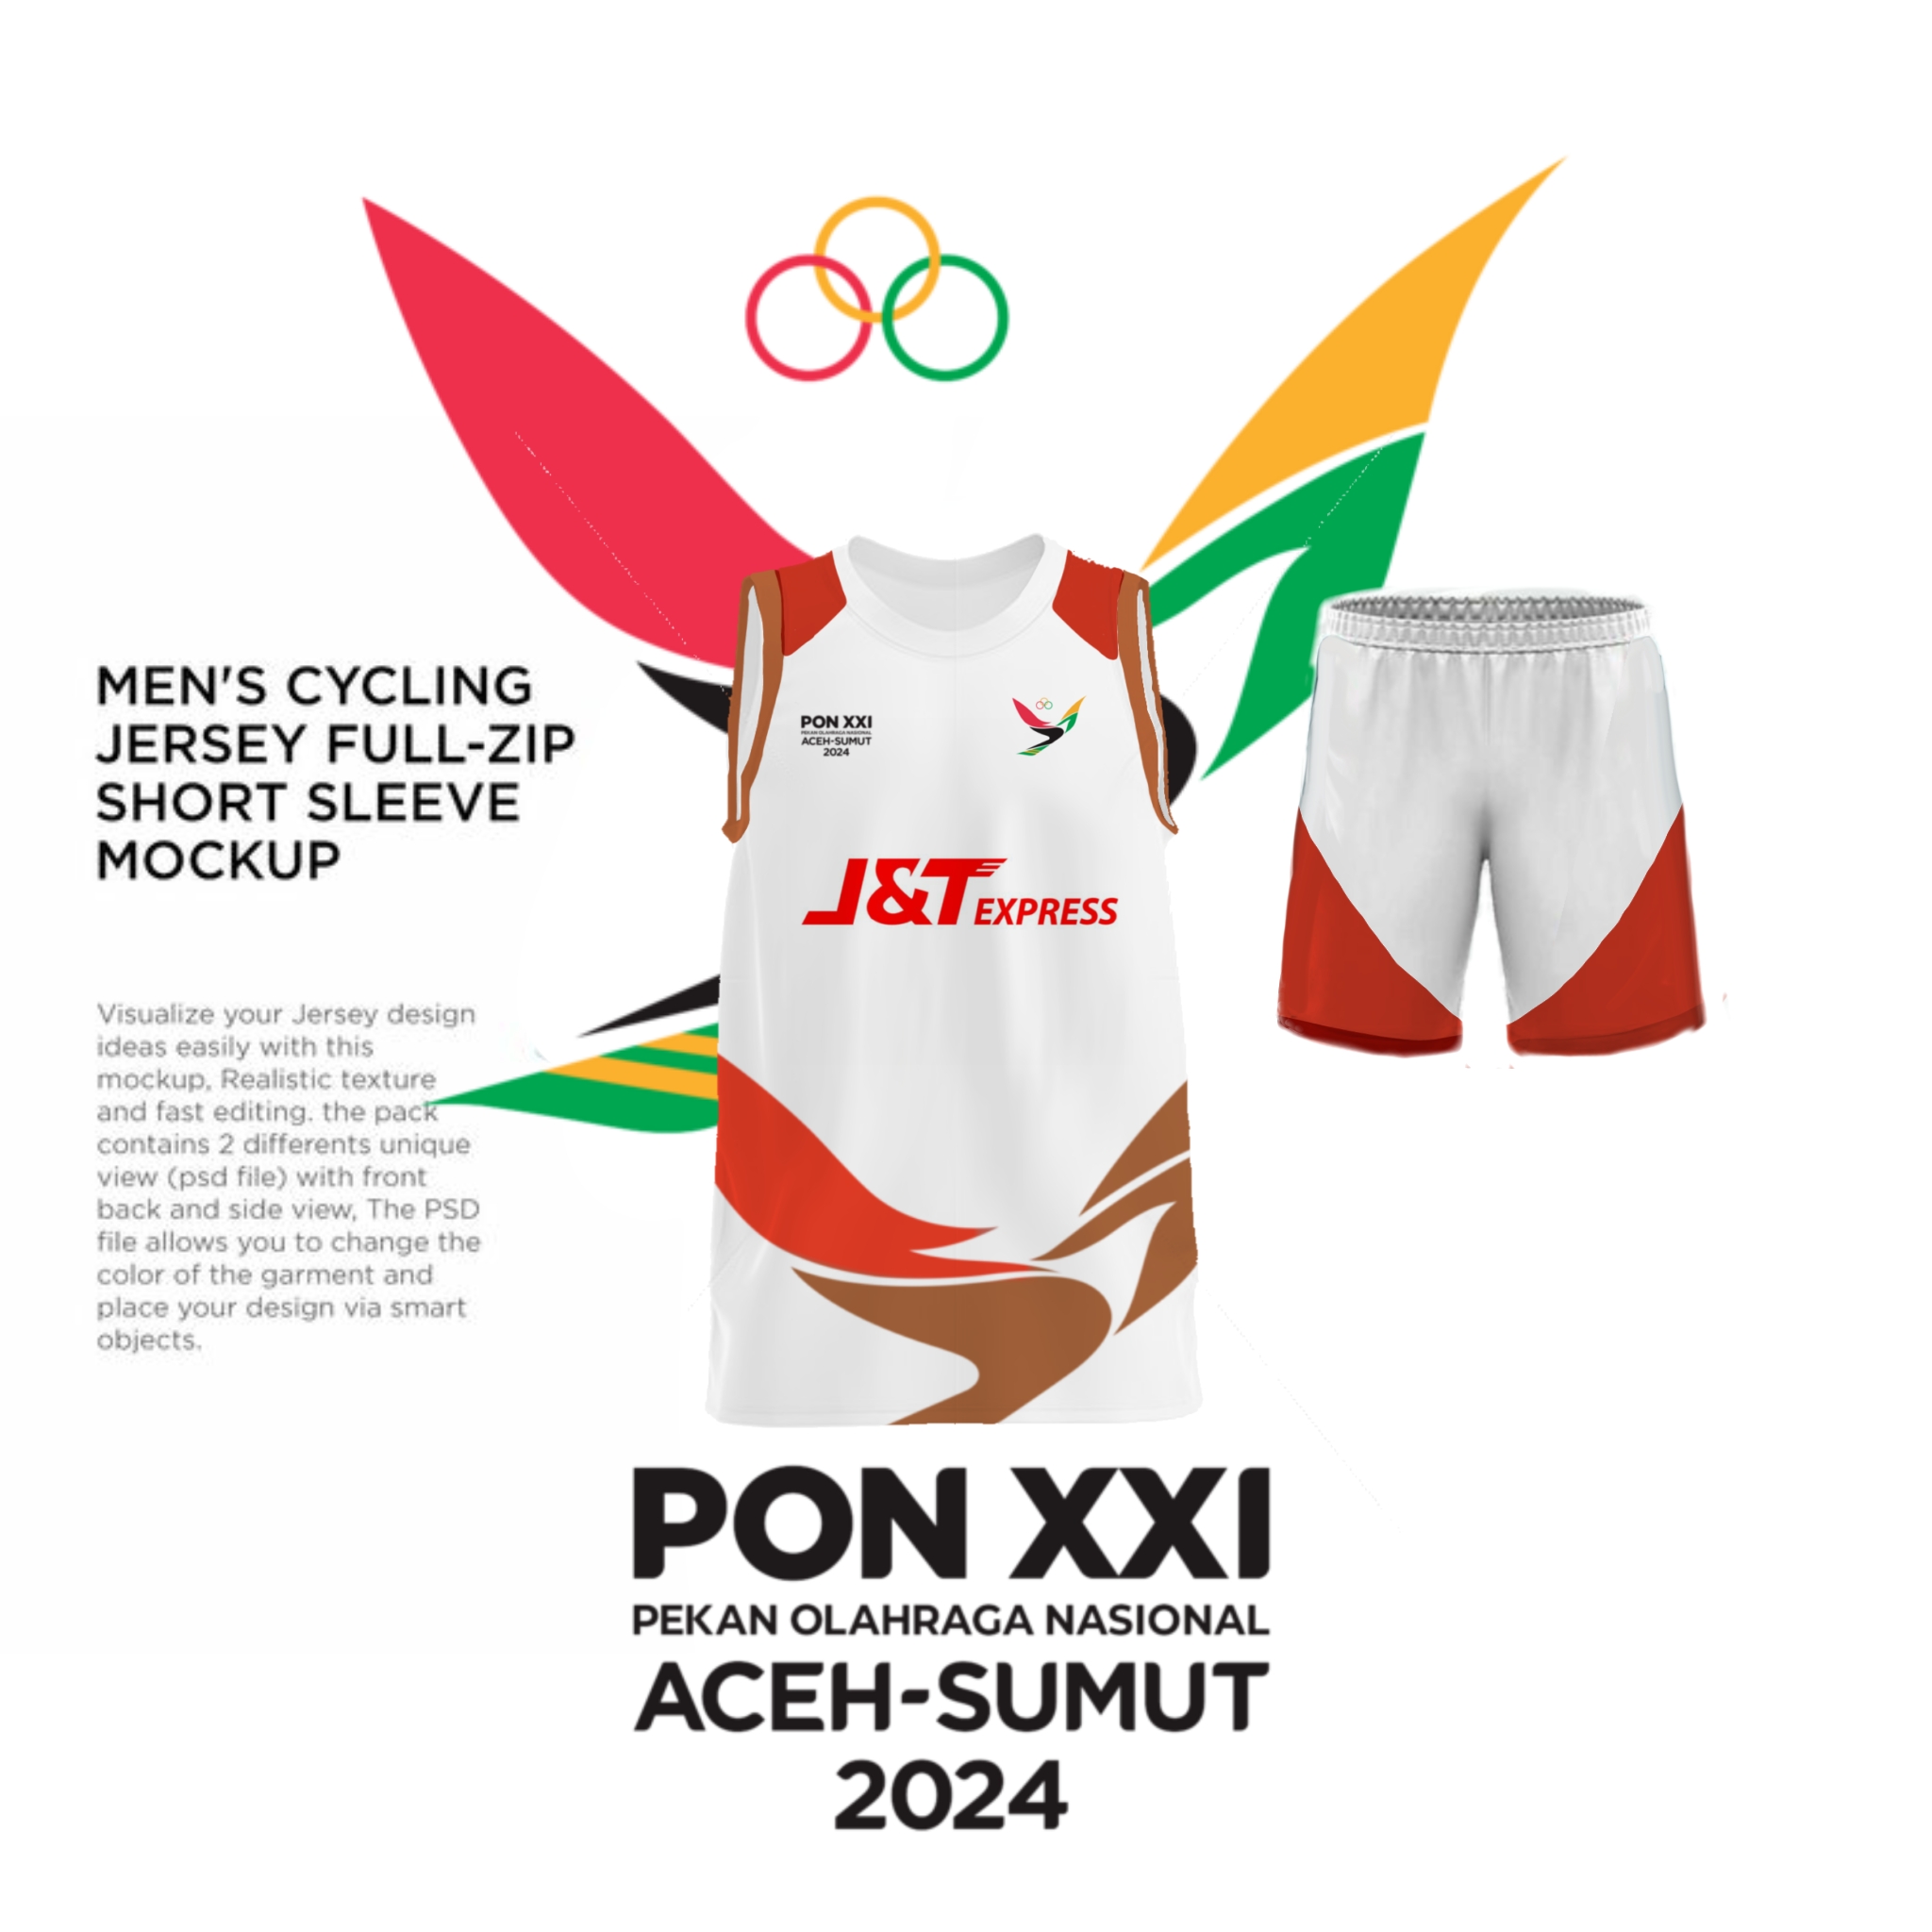 MEN'S CYCLING
JERSEY FULL-ZIP
SHORT SLEEVE
MOCKUP
Visualize your Jersey design
ideas easily with this
mockup, Realistic texture
and fast editing. the pack
contains 2 differents unique
view (psd file) with front
back and side view, The PSD
file allows you to change the
color of the garment and
place your design via smart
objects.
PON XXI
PEKAN OLAHRAGA NASIONAL
ACEH-SUMUT
2024
J&T EXPRESS
PON XXI
PEKAN OLAHRAGA NASIONAL
ACEH-SUMUT
2024